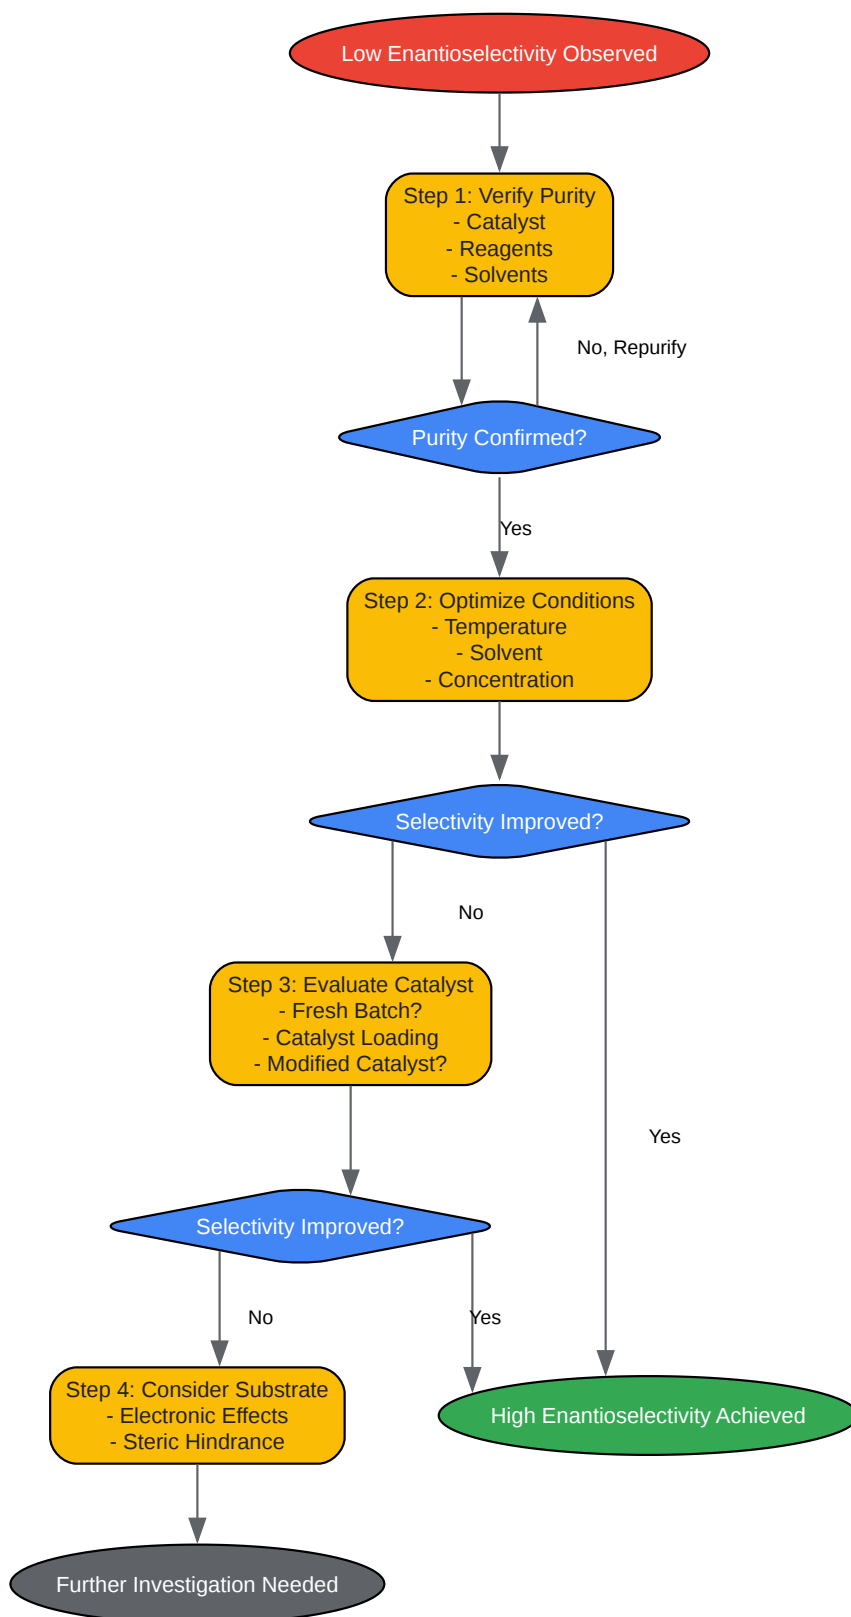 Low Enantioselectivity Observed
Step 1: Verify Purity
- Catalyst
- Reagents
- Solvents
No, Repurify
Purity Confirmed?
Yes
Step 2: Optimize Conditions
- Temperature
- Solvent
- Concentration
Selectivity Improved?
No
Step 3: Evaluate Catalyst
- Fresh Batch?
- Catalyst Loading
- Modified Catalyst?
Yes
Selectivity Improved?
No
Yes
Step 4: Consider Substrate
- Electronic Effects
- Steric Hindrance
High Enantioselectivity Achieved
Further Investigation Needed